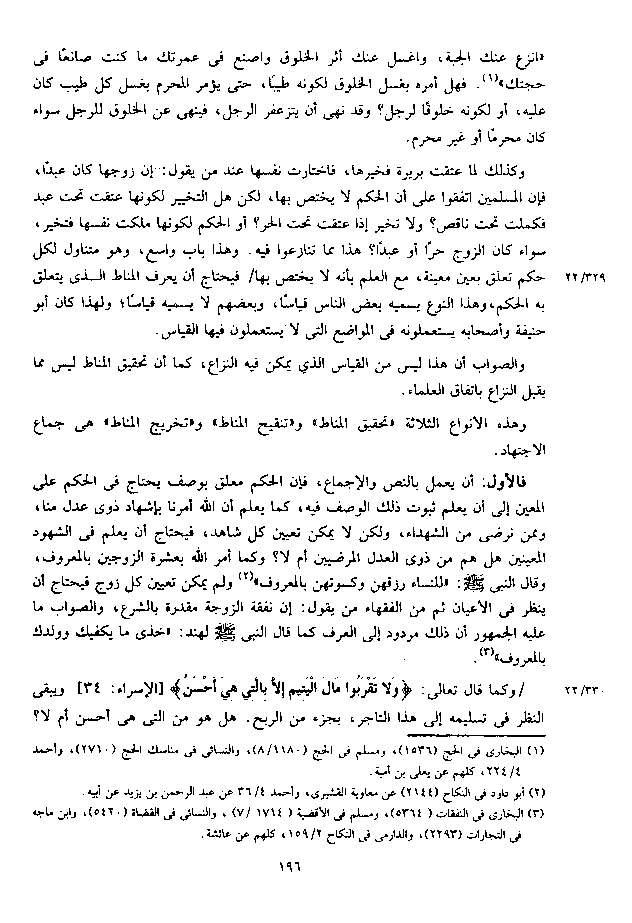 «انزع عنك الجبة، واغسل عنك أثر الخلوق واصنع فى عمرتك ما كنت صانعًا فى
حجتك»(١). فهل أمره بغسل الخلوق لكونه طيبًا، حتى يؤمر المحرم بغسل كل طيب كان
عليه، أو لكونه خلوقًا لرجل؟ وقد نهى أن يتزعفر الرجل، فينهى عن الخلوق للرجل سواء
كان محرمًا أو غير محرم.
وكذلك لما عتقت بريرة فخيرها، فاختارت نفسها عند من يقول: إن زوجها كان عبدًا،
فإن المسلمين اتفقوا على أن الحكم لا يختص بها، لكن هل التخيير لكونها عتقت تحت عبد
فكملت تحت ناقص؟ ولا تخير إذا عتقت تحت الحر؟ أو الحكم لكونها ملكت نفسها فتخير،
سواء كان الزوج حرًا أو عبدًا؟ هذا مما تنازعوا فيه. وهذا باب واسع، وهو متناول لكل
٢٢/٣٢٩ حكم تعلق بعين معينة، مع العلم بأنه لا يختص بها/ فيحتاج أن يعرف المناط الـذى يتعلق
به الحكم، وهذا النوع يسميه بعض الناس قياسًا، وبعضهم لا يسميه قياسًا؛ ولهذا كان أبو
حنيفة وأصحابه يستعملونه فى المواضع التى لا يستعملون فيها القياس.
والصواب أن هذا ليس من القياس الذي يمكن فيه النزاع، كما أن تحقيق المناط ليس مما
يقبل النزاع باتفاق العلماء.
وهذه الأنواع الثلاثة «تحقيق المناط» و«تنقيح المناط» و«تخريج المناط» هى جماع
الاجتهاد.
فالأول: أن يعمل بالنص والإجماع، فإن الحكم معلق بوصف يحتاج فى الحكم على
المعين إلى أن يعلم ثبوت ذلك الوصف فيه، كما يعلم أن الله أمرنا بإشهاد ذوى عدل منا،
وممن نرضى من الشهداء، ولكن لا يمكن تعيين كل شاهد، فيحتاج أن يعلم فى الشهود
المعينين هل هم من ذوى العدل المرضيين أم لا؟ وكما أمر الله بعشرة الزوجين بالمعروف،
وقال النبى ﷺ: «للنساء رزقهن وكسوتهن بالمعروف»(٢) ولم يمكن تعيين كل زوج فيحتاج أن
ينظر فى الأعيان ثم من الفقهاء من يقول: إن نفقة الزوجة مقدرة بالشرع، والصواب ما
عليه الجمهور أن ذلك مردود إلى العرف كما قال النبى ﷺ لهند: «خذى ما يكفيك وولدك
بالمعروف»(٣).
٢٢/٣٣٠ / وكما قال تعالى: ﴿وَلا تَقْرَبُوا مَالَ الْيَتِيمِ إِلاَّ بِالَّتِي هِيَ أَحْسَنُ﴾ [الإسراء: ٣٤] ويبقى
النظر فى تسليمه إلى هذا التاجر، بجزء من الربح. هل هو من التى هى أحسن أم لا؟
(١) البخارى فى الحج (١٥٣٦)، ومسلم فى الحج (٨/١١٨٠)، والنسائى فى مناسك الحج (٢٧١٠)، وأحمد
٢٢٤/٤، كلهم عن يعلى بن أمية.
(٢) أبو داود فى النكاح (٢١٤٤) عن معاوية القشيرى، وأحمد ٣٦/٤ عن عبد الرحمن بن يزيد عن أبيه.
(٣) البخارى فى النفقات (٥٣٦٤)، ومسلم فى الأقضية (١٧١٤ /٧) ، والنسائى فى القضاة (٥٤٢٠)، وابن ماجه
فى التجارات (٢٢٩٣)، والدارمى فى النكاح ١٥٩/٢، كلهم عن عائشة.
١٩٦